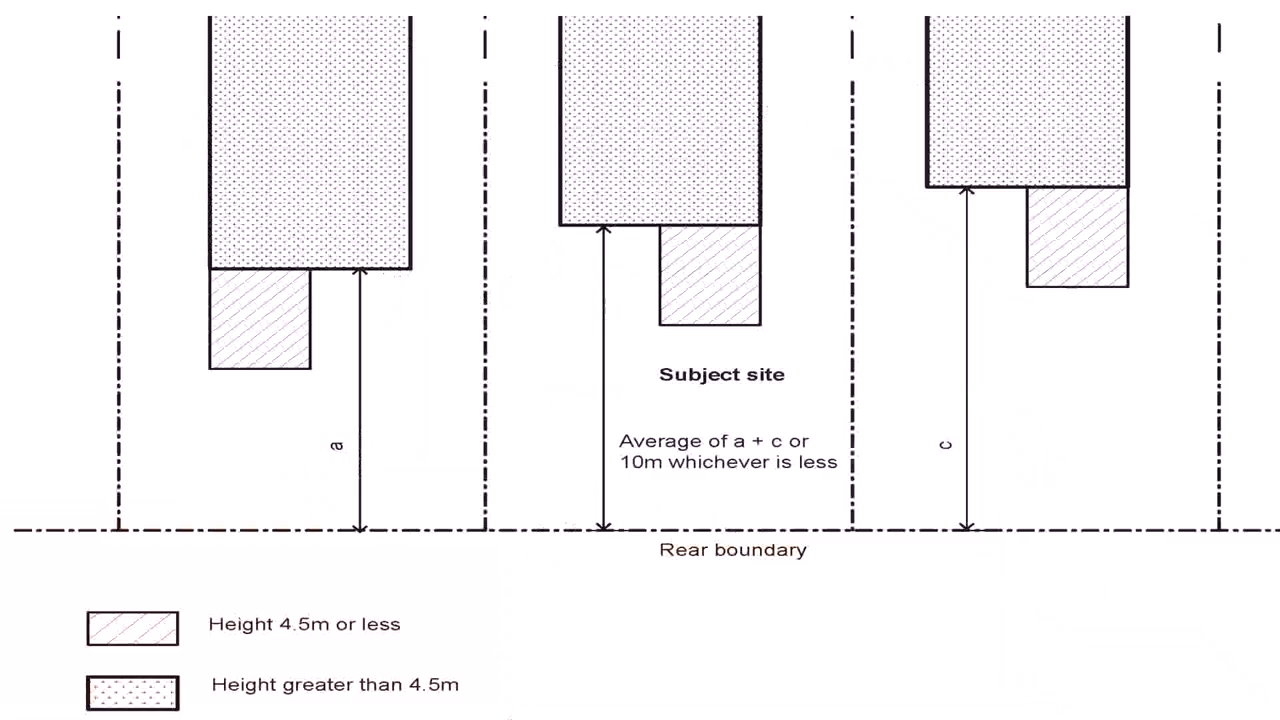 Subject site
a
Average of a + c or
10m whichever is less
c
Rear boundary
Height 4.5m or less
Height greater than 4.5m